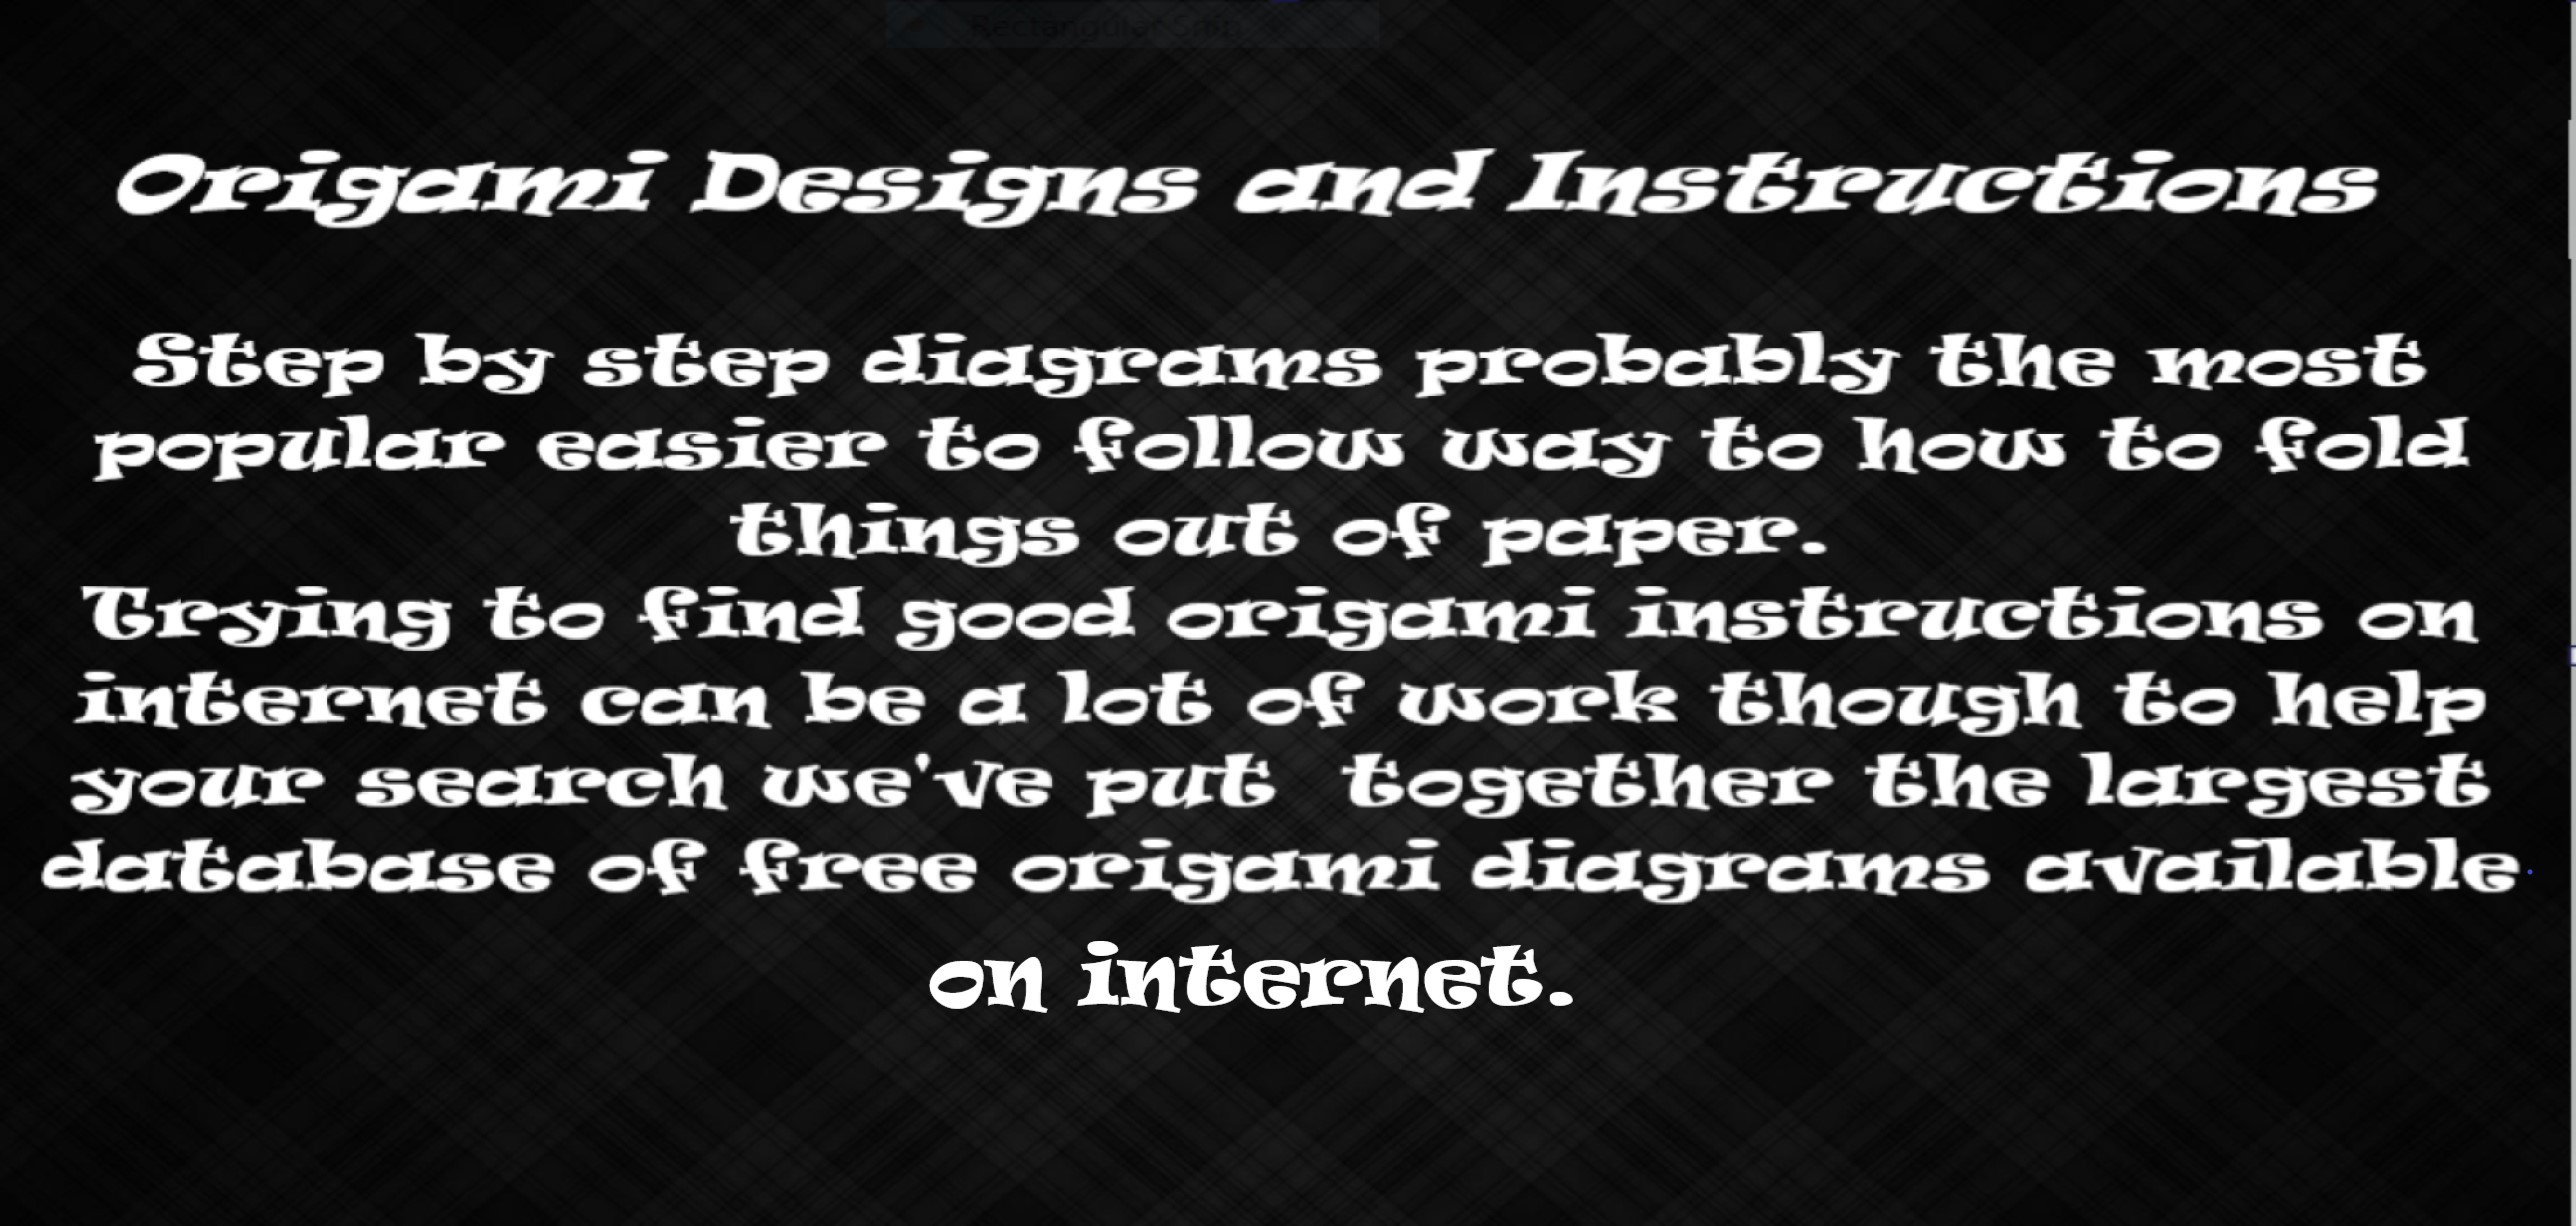 Rectangular Snip
Origami Designs and Instructions
Step by step diagrams probably the most
popular easier to follow way to how to fold
things out of paper.
Trying to find good origami instructions on
internet can be a lot of work though to help
your search we've put  together the largest
database of free origami diagrams available
on internet.